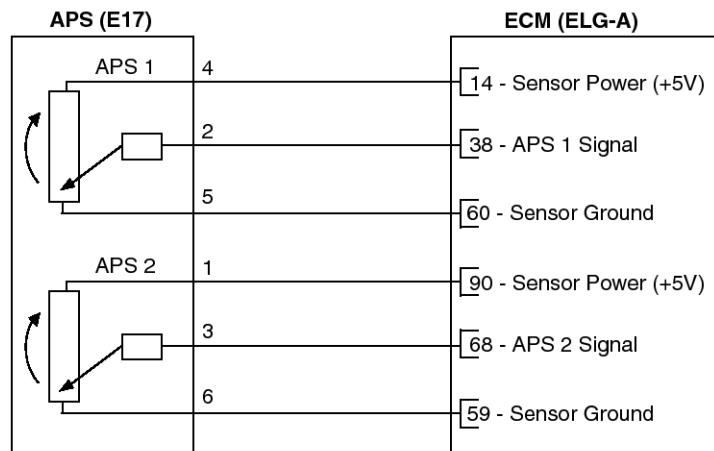 APS (E17)
ECM (ELG-A)
APS 1
4
14 - Sensor Power (+5V)
2
38 - APS 1 Signal
5
60 - Sensor Ground
APS 2
1
90 - Sensor Power (+5V)
3
68 - APS 2 Signal
6
59 - Sensor Ground